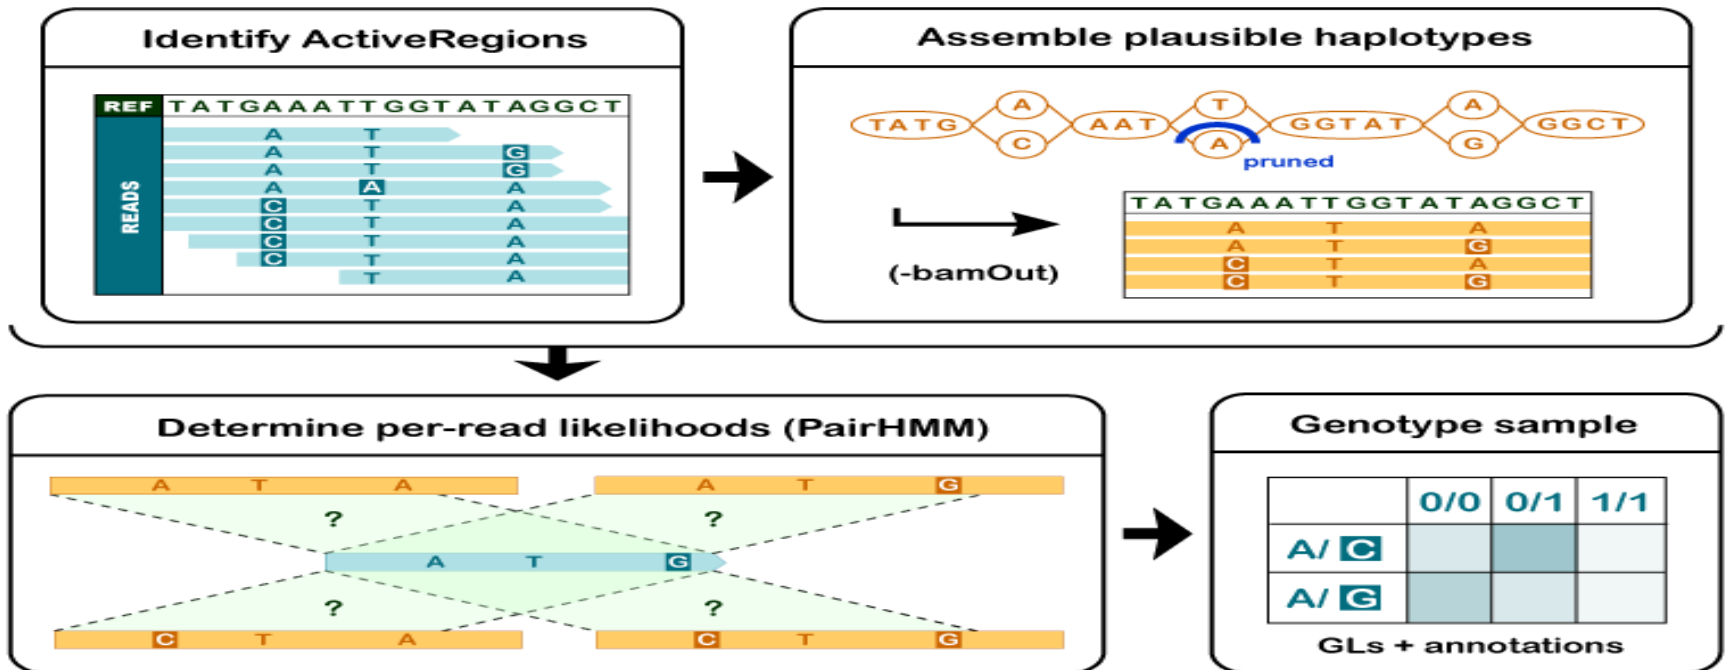 Identify ActiveRegions
REF TATGAAATTGGTATAGGCT
READS
A T
A T G
A T G
A A A
C T A
C T A
C T A
C T A
T A
Assemble plausible haplotypes
A T A
TATG AAT GGTAT GGCT
C A G
pruned
(-bamOut)
TATGAAATTGGTATAGGCT
A T A
A T G
C T A
C T G
Determine per-read likelihoods (PairHMM)
A T A A T G
? ?
A T G
? ?
C T A C T G
Genotype sample
0/0 0/1 1/1
A/ C
A/ G
GLs + annotations